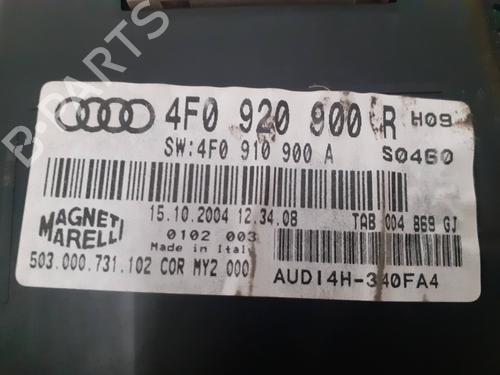 B-PARTS
4F0 920 900 R H09
SW:4F0 910 900 A S0460
15.10.2004 12.34.08 TAB 004 869 GJ
MAGNETI
MARELLI
0102 003
Made in Italy
503.000.731.102 COR MY2 000
AUDI4H-340FA4